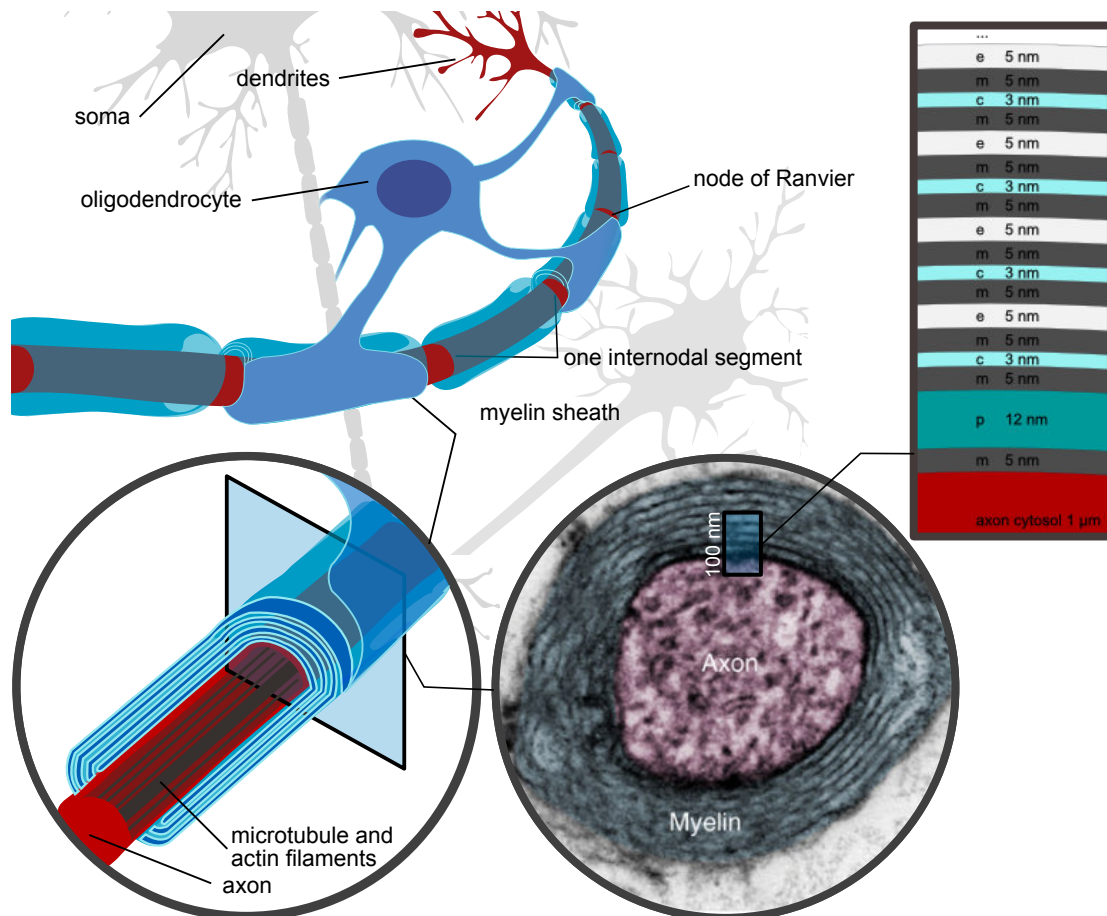 dendrites
soma
oligodendrocyte
node of Ranvier
one internodal segment
myelin sheath
...
e 5 nm
m 5 nm
c 3 nm
m 5 nm
e 5 nm
m 5 nm
c 3 nm
m 5 nm
e 5 nm
m 5 nm
c 3 nm
m 5 nm
e 5 nm
m 5 nm
c 3 nm
m 5 nm
p 12 nm
m 5 nm
axon cytosol 1 µm
100 nm
Axon
Myelin
microtubule and
actin filaments
axon